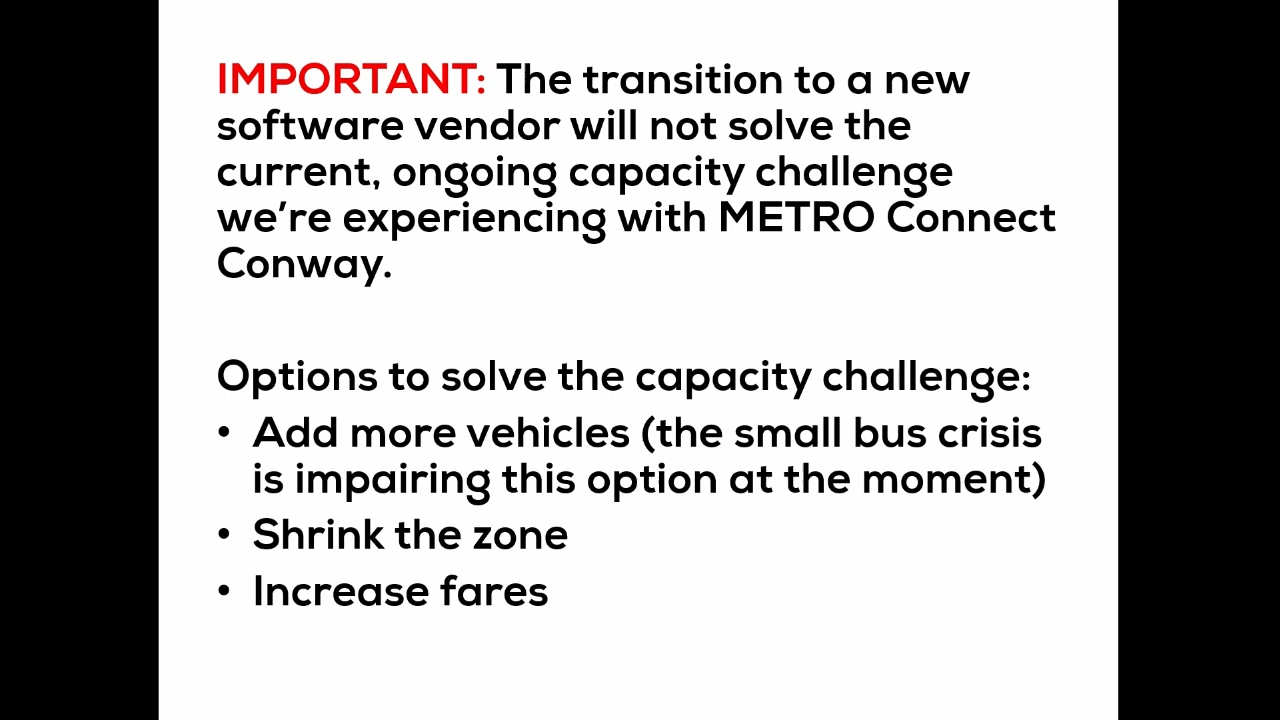 IMPORTANT: The transition to a new
software vendor will not solve the
current, ongoing capacity challenge
we’re experiencing with METRO Connect
Conway.
Options to solve the capacity challenge:
• Add more vehicles (the small bus crisis
is impairing this option at the moment)
• Shrink the zone
• Increase fares